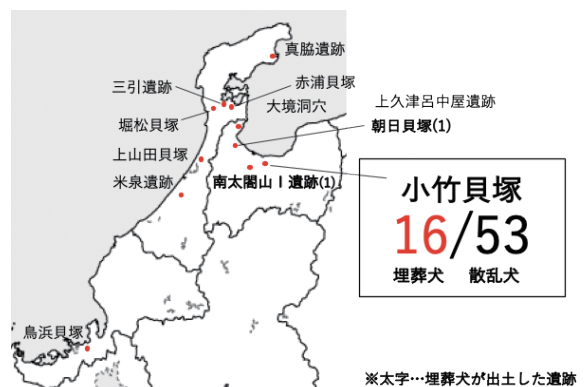 真脇遺跡
三引遺跡
赤浦貝塚
大境洞穴
上久津呂中屋遺跡
堀松貝塚
朝日貝塚(1)
上山田貝塚
米泉遺跡
南太閤山Ⅰ遺跡(1)
小竹貝塚
16/53
埋葬犬 散乱犬
鳥浜貝塚
※太字…埋葬犬が出土した遺跡